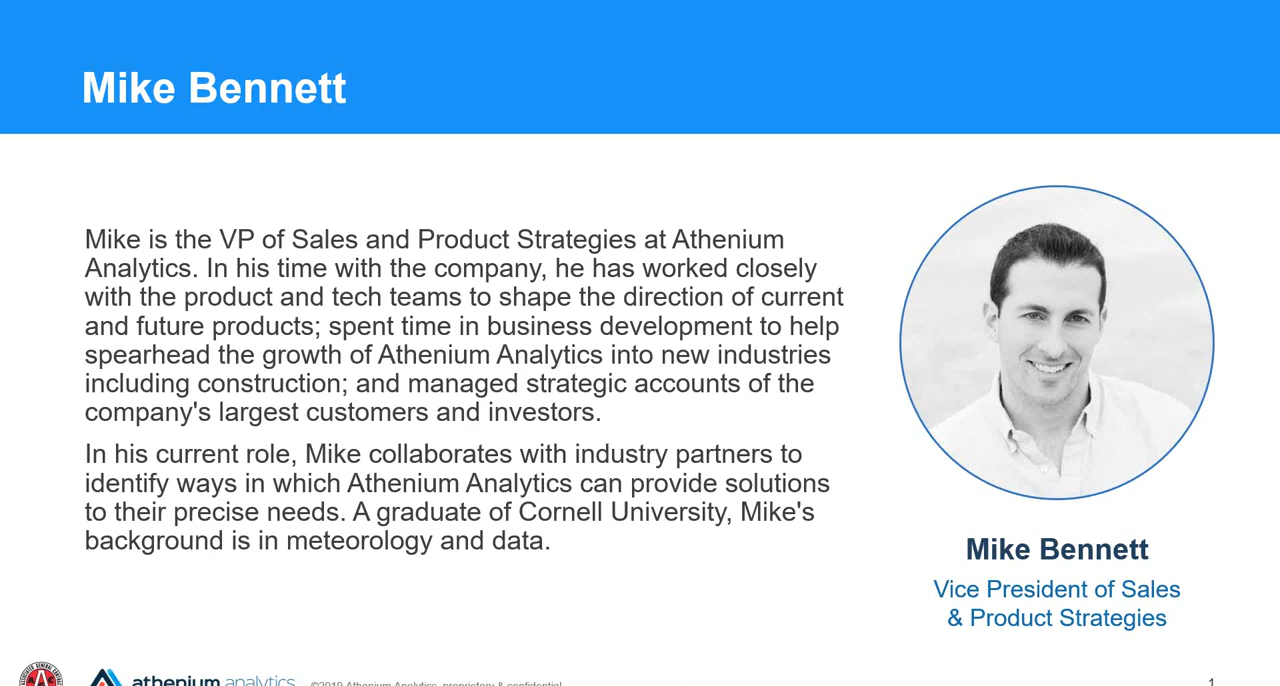 Mike Bennett
Mike is the VP of Sales and Product Strategies at Athenium
Analytics. In his time with the company, he has worked closely
with the product and tech teams to shape the direction of current
and future products; spent time in business development to help
spearhead the growth of Athenium Analytics into new industries
including construction; and managed strategic accounts of the
company's largest customers and investors.
In his current role, Mike collaborates with industry partners to
identify ways in which Athenium Analytics can provide solutions
to their precise needs. A graduate of Cornell University, Mike's
background is in meteorology and data.
Mike Bennett
Vice President of Sales
& Product Strategies
athenium analytics
©2019 Athenium Analytics, proprietary & confidential
1